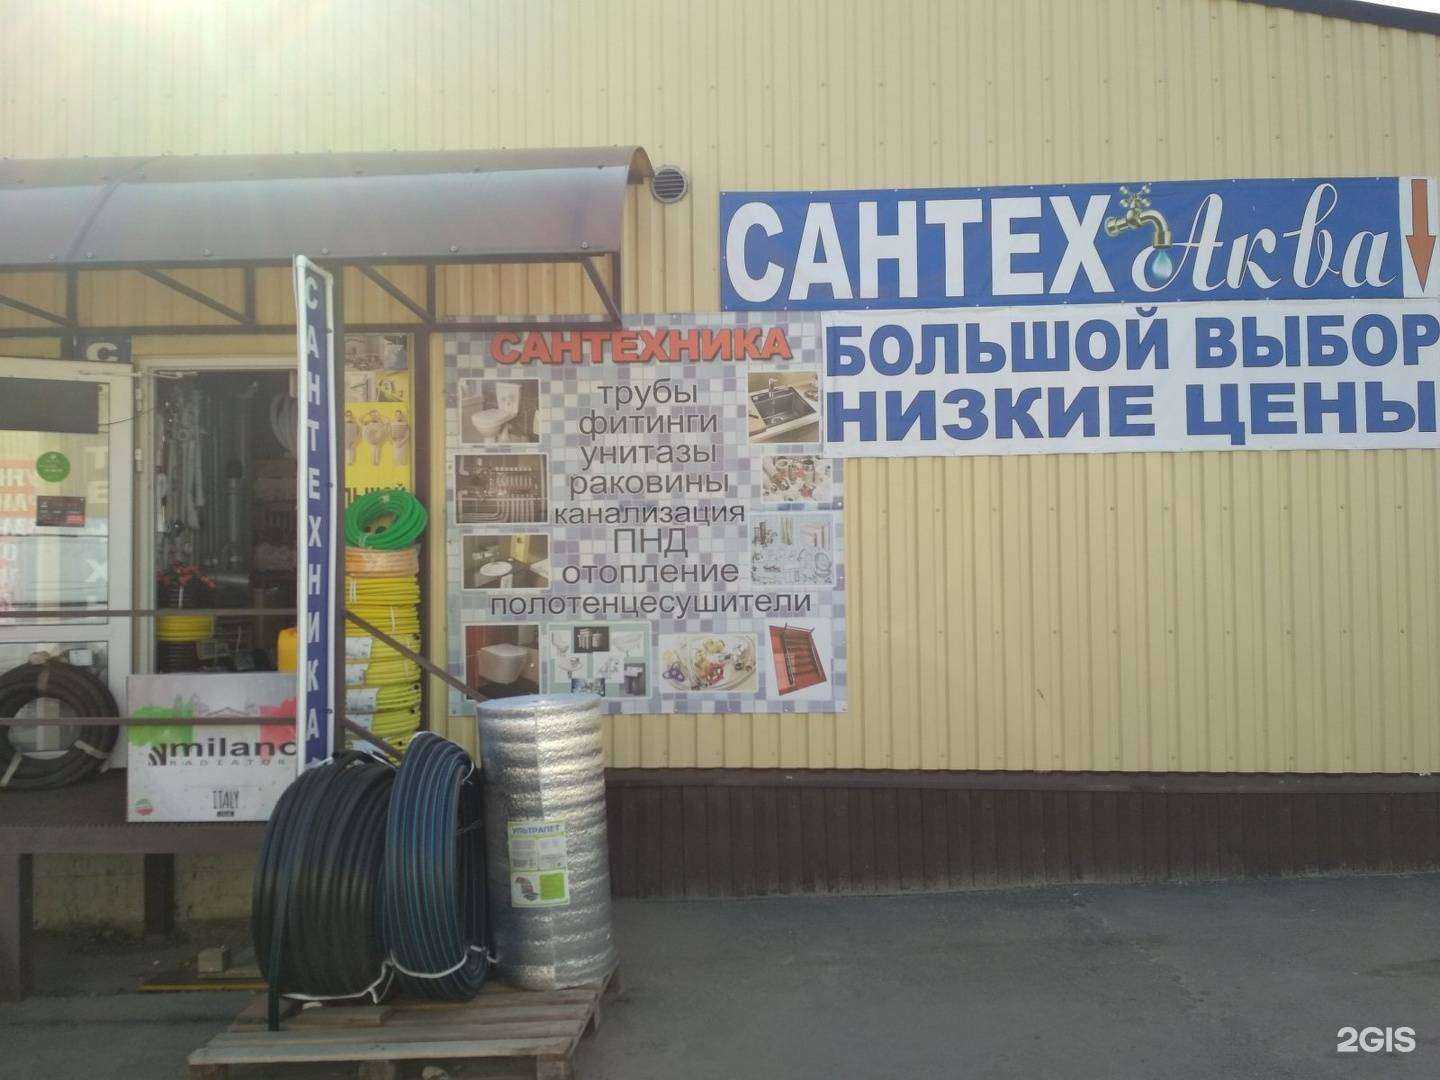 САНТЕХ Аква
БОЛЬШОЙ ВЫБОР
НИЗКИЕ ЦЕНЫ
САНТЕХНИКА
трубы
фитинги
унитазы
раковины
канализация
ПНД
отопление
полотенцесушители
САНТЕХНИКА
С
milano
RADIATOR
ITALY
УЛЬТРАПЕТ
2GIS